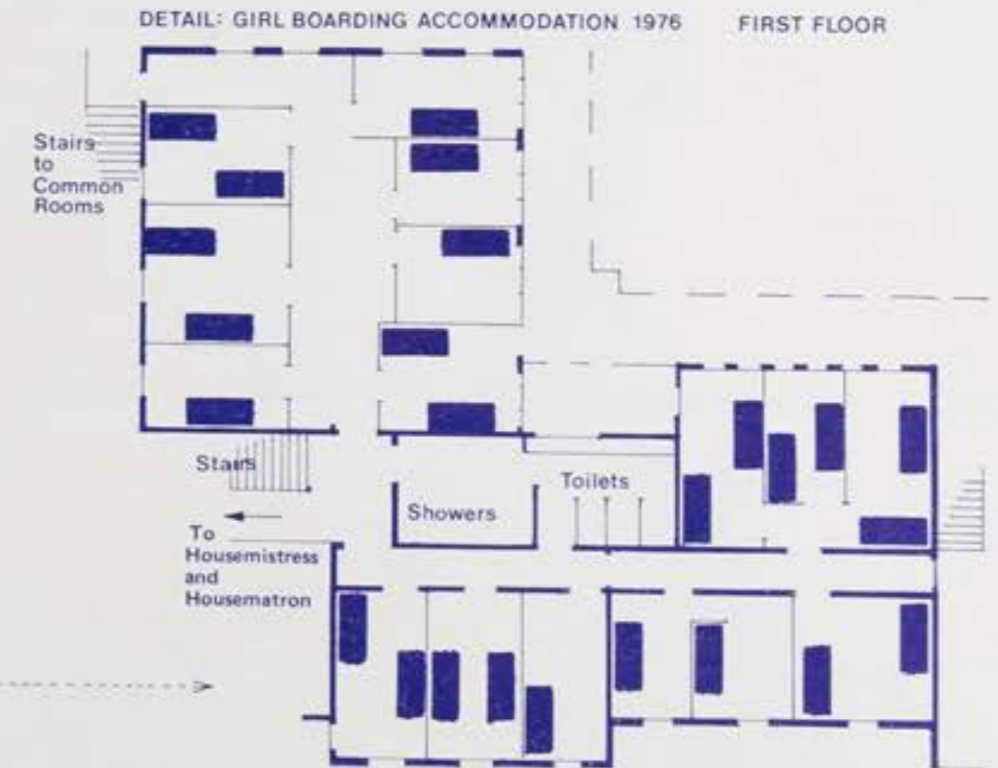 DETAIL: GIRL BOARDING ACCOMMODATION 1976 FIRST FLOOR
Stairs
to
Common
Rooms
Stairs
Toilets
Showers
To
Housemistress
and
Housematron